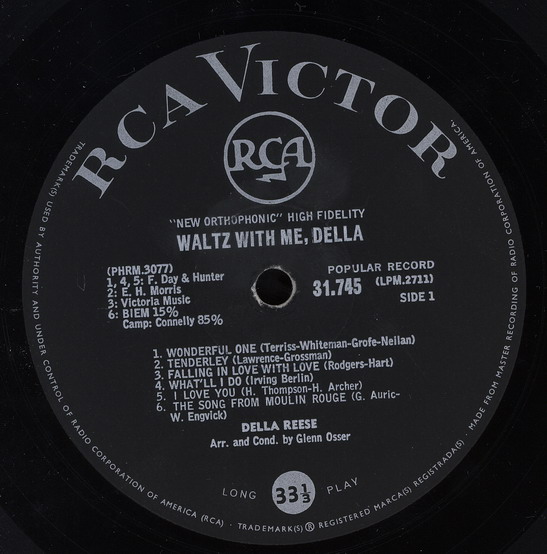 RCA VICTOR
RCA
"NEW ORTHOPHONIC" HIGH FIDELITY
WALTZ WITH ME, DELLA
(PHRM.3077)
1, 4, 5: F. Day & Hunter
2: E. H. Morris
3: Victoria Music
6: BIEM 15%
Camp: Connelly 85%
POPULAR RECORD
31.745 (LPM.2711)
SIDE 1
1. WONDERFUL ONE (Terriss-Whiteman-Grofe-Neilan)
2. TENDERLEY (Lawrence-Grossman)
3. FALLING IN LOVE WITH LOVE (Rodgers-Hart)
4. WHAT'LL I DO (Irving Berlin)
5. I LOVE YOU (H. Thompson-H. Archer)
6. THE SONG FROM MOULIN ROUGE (G. Auric-
W. Engvick)
DELLA REESE
Arr. and Cond. by Glenn Osser
LONG 33 1/3 PLAY
TRADEMARK(S) USED BY AUTHORITY AND UNDER CONTROL OF RADIO CORPORATION OF AMERICA (RCA) · TRADEMARK(S) ® REGISTERED MARCA(S) REGISTRADA(S) · MADE FROM MASTER RECORDING OF RADIO CORPORATION OF AMERICA.